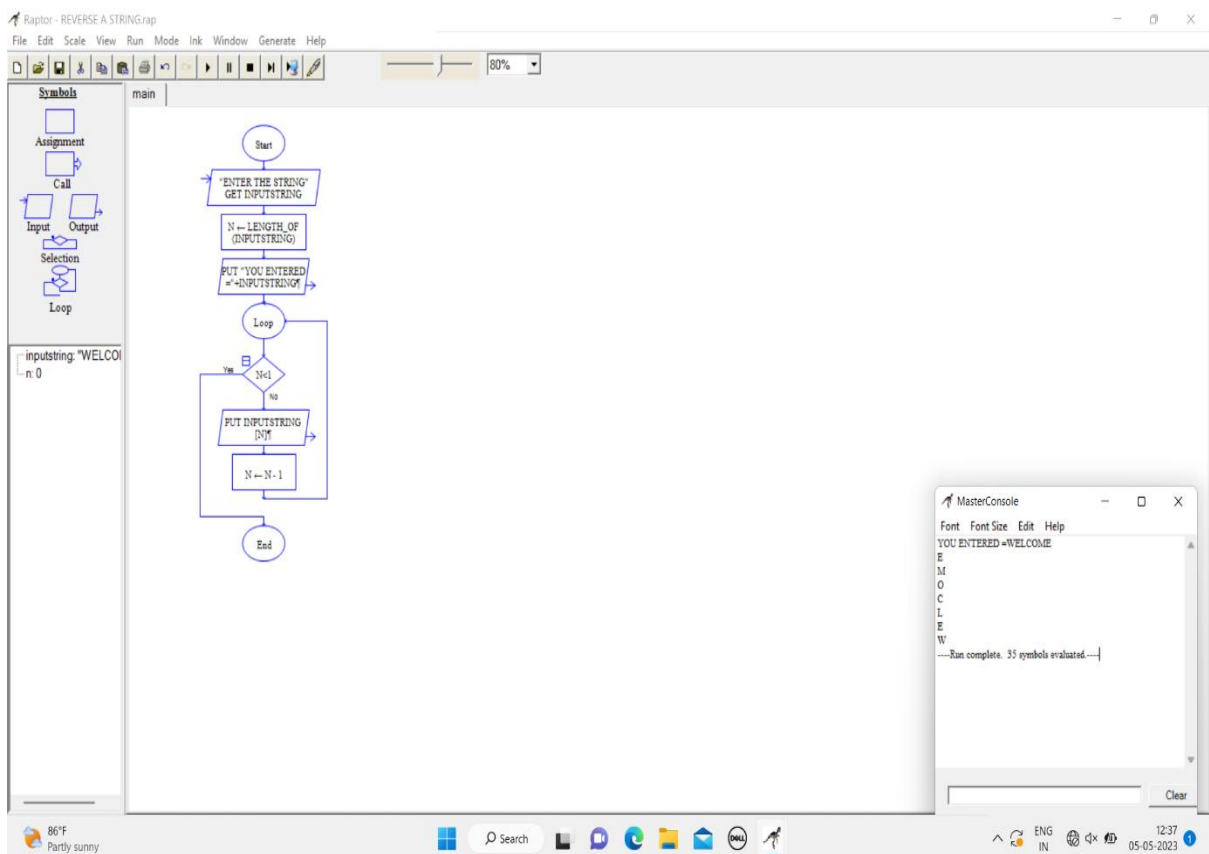 Raptor - REVERSE A STRING.rap
File Edit Scale View Run Mode Ink Window Generate Help
80%
Symbols
main
Assignment
Call
Input Output
Selection
Loop
inputstring: "WELCO
n: 0
Start
"ENTER THE STRING"
GET INPUTSTRING
N ← LENGTH_OF
(INPUTSTRING)
PUT "YOU ENTERED
="+INPUTSTRING¶
Loop
Yes
N<1
No
PUT INPUTSTRING
[N]¶
N ← N - 1
End
MasterConsole
Font Font Size Edit Help
YOU ENTERED =WELCOME
E
M
O
C
L
E
W
----Run complete. 35 symbols evaluated.----
Clear
86°F
Partly sunny
Search
DELL
ENG
IN
12:37
05-05-2023
1